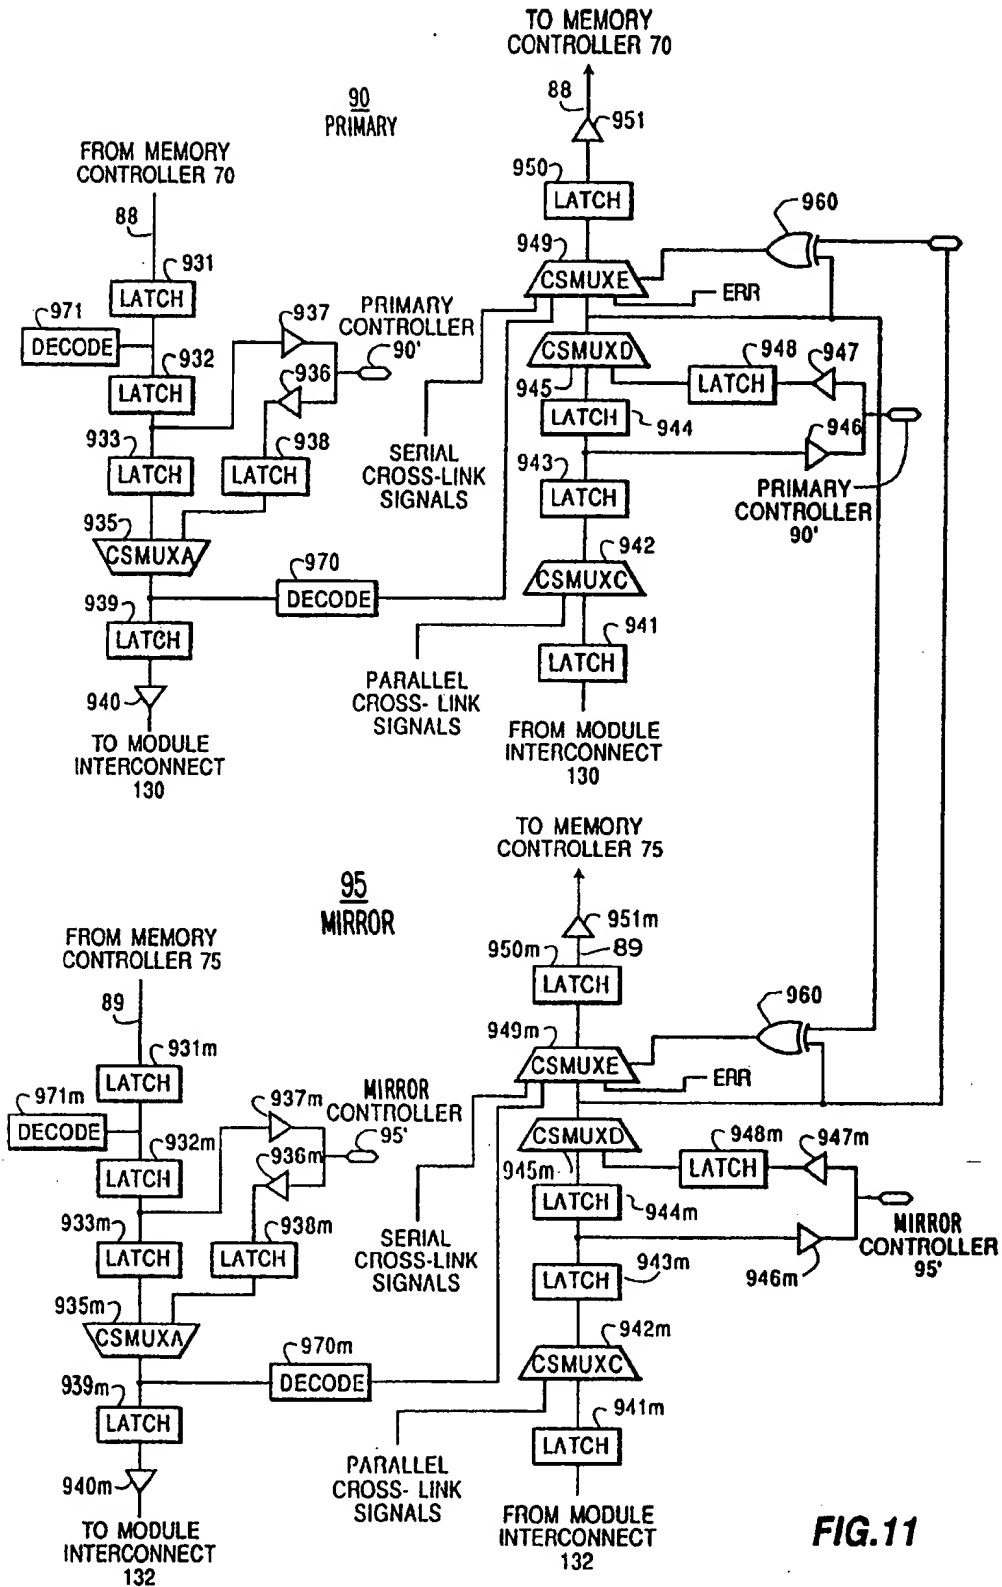 TO MEMORY
CONTROLLER 70
88
951
90
PRIMARY
FROM MEMORY
CONTROLLER 70
950
LATCH
88
949
960
931
LATCH
CSMUXE
ERR
971
DECODE
937
PRIMARY
CONTROLLER
90'
932
LATCH
936
CSMUXD
945
948
LATCH
947
933
LATCH
938
LATCH
SERIAL
CROSS-LINK
SIGNALS
LATCH
944
946
943
LATCH
PRIMARY
CONTROLLER
90'
935
CSMUXA
970
DECODE
942
CSMUXC
939
LATCH
941
LATCH
940
PARALLEL
CROSS- LINK
SIGNALS
TO MODULE
INTERCONNECT
130
FROM MODULE
INTERCONNECT
130
TO MEMORY
CONTROLLER 75
95
MIRROR
951m
FROM MEMORY
CONTROLLER 75
950m
89
LATCH
89
949m
960
931m
LATCH
CSMUXE
ERR
971m
DECODE
937m
MIRROR
CONTROLLER
95'
932m
LATCH
936m
CSMUXD
945m
948m
LATCH
947m
933m
LATCH
938m
LATCH
SERIAL
CROSS-LINK
SIGNALS
LATCH
944m
946m
MIRROR
CONTROLLER
95'
LATCH
943m
935m
CSMUXA
970m
DECODE
942m
CSMUXC
939m
LATCH
941m
LATCH
940m
PARALLEL
CROSS- LINK
SIGNALS
TO MODULE
INTERCONNECT
132
FROM MODULE
INTERCONNECT
132
FIG.11